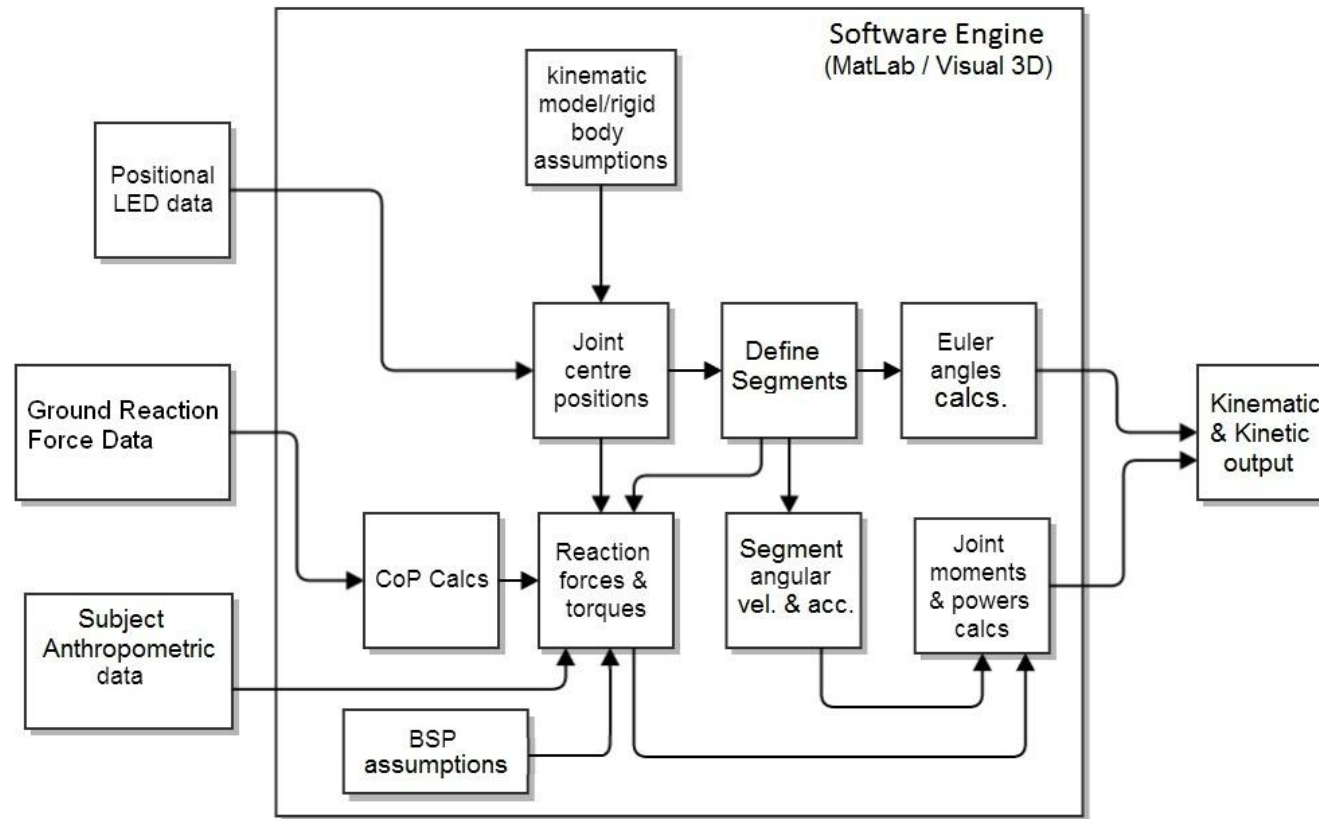 Software Engine
(MatLab / Visual 3D)
kinematic
model/rigid
body
assumptions
Positional
LED data
Joint
centre
positions
Define
Segments
Euler
angles
calcs.
Ground Reaction
Force Data
Kinematic
& Kinetic
output
CoP Calcs
Reaction
forces &
torques
Segment
angular
vel. & acc.
Joint
moments
& powers
calcs
Subject
Anthropometric
data
BSP
assumptions